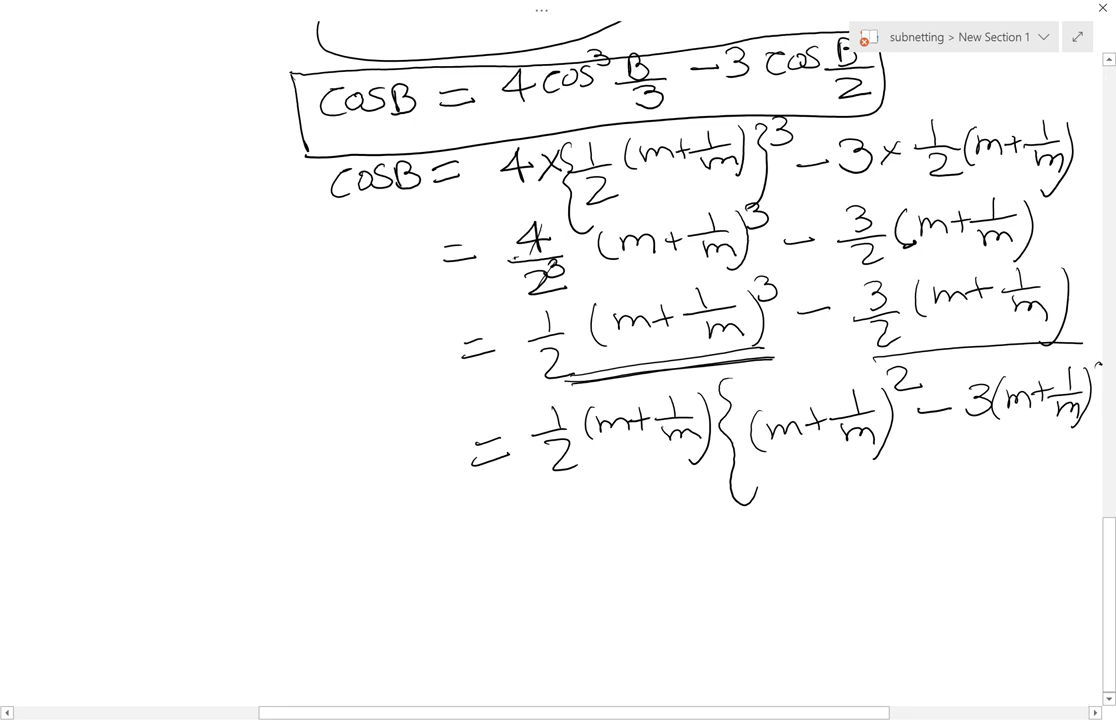 subnetting > New Section 1
cosB = 4 cos³ B/3 - 3 cos B/2
cosB = 4 × {1/2 (m + 1/m)}³ - 3 × 1/2 (m + 1/m)
= 4/2³ (m + 1/m)³ - 3/2 (m + 1/m)
= 1/2 (m + 1/m)³ - 3/2 (m + 1/m)
= 1/2 (m + 1/m) { (m + 1/m)² - 3(m + 1/m)